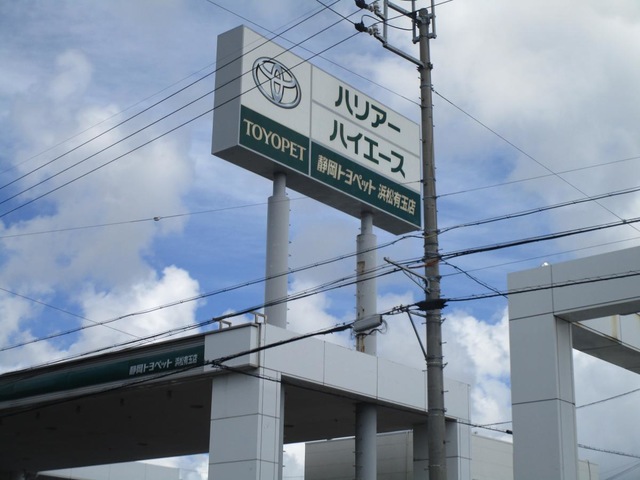 ハリアー
ハイエース
TOYOPET
静岡トヨペット 浜松有玉店
静岡トヨペット 浜松有玉店